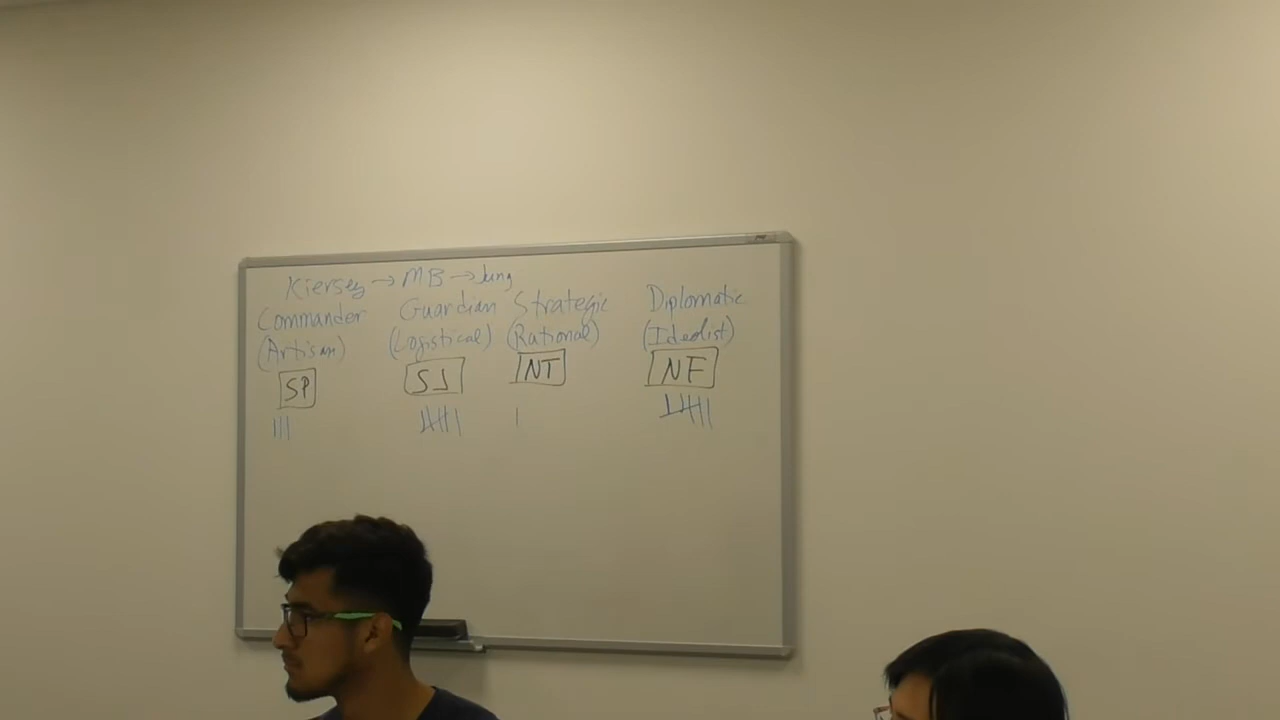 Kiersey → MB → Jung
Commander Guardian Strategic Diplomatic
(Artisan) (Logistical) (Rational) (Idealist)
SP SJ NT NF